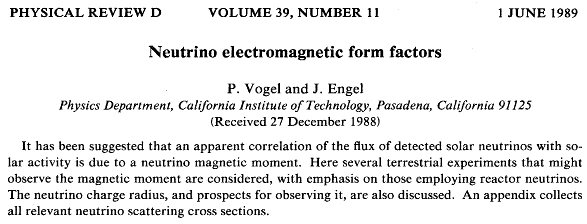 PHYSICAL REVIEW D VOLUME 39, NUMBER 11 1 JUNE 1989
Neutrino electromagnetic form factors
P. Vogel and J. Engel
Physics Department, California Institute of Technology, Pasadena, California 91125
(Received 27 December 1988)
It has been suggested that an apparent correlation of the flux of detected solar neutrinos with so-
lar activity is due to a neutrino magnetic moment. Here several terrestrial experiments that might
observe the magnetic moment are considered, with emphasis on those employing reactor neutrinos.
The neutrino charge radius, and prospects for observing it, are also discussed. An appendix collects
all relevant neutrino scattering cross sections.